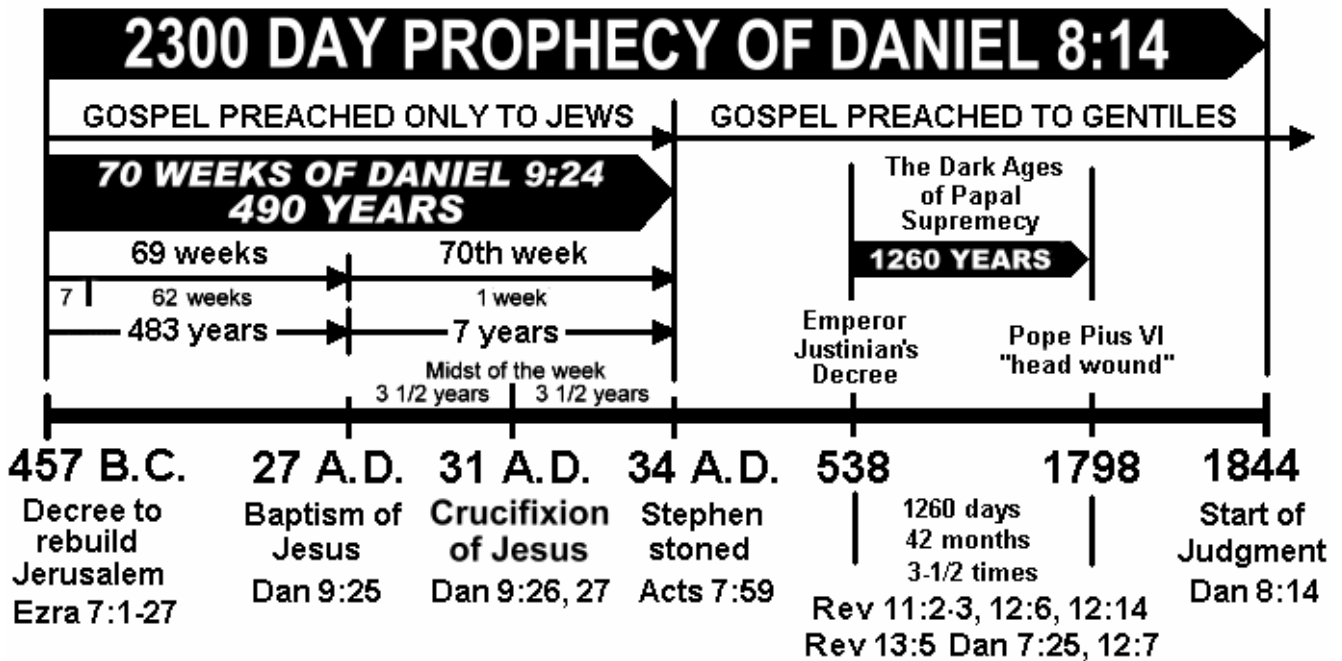 2300 DAY PROPHECY OF DANIEL 8:14
GOSPEL PREACHED ONLY TO JEWS
GOSPEL PREACHED TO GENTILES
70 WEEKS OF DANIEL 9:24
490 YEARS
The Dark Ages
of Papal
Supremecy
1260 YEARS
69 weeks
70th week
7
62 weeks
1 week
483 years
7 years
Emperor
Justinian's
Decree
Pope Pius VI
"head wound"
Midst of the week
3 1/2 years
3 1/2 years
457 B.C.
Decree to
rebuild
Jerusalem
Ezra 7:1-27
27 A.D.
Baptism of
Jesus
Dan 9:25
31 A.D.
Crucifixion
of Jesus
Dan 9:26, 27
34 A.D.
Stephen
stoned
Acts 7:59
538
1798
1260 days
42 months
3-1/2 times
Rev 11:2-3, 12:6, 12:14
Rev 13:5 Dan 7:25, 12:7
1844
Start of
Judgment
Dan 8:14